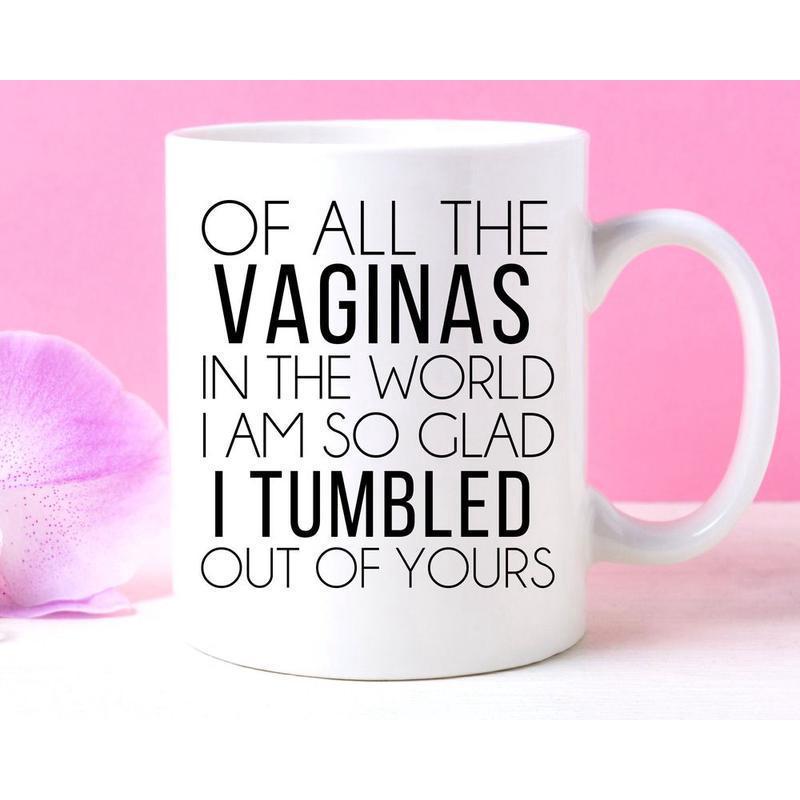 OF ALL THE
VAGINAS
IN THE WORLD
I AM SO GLAD
I TUMBLED
OUT OF YOURS